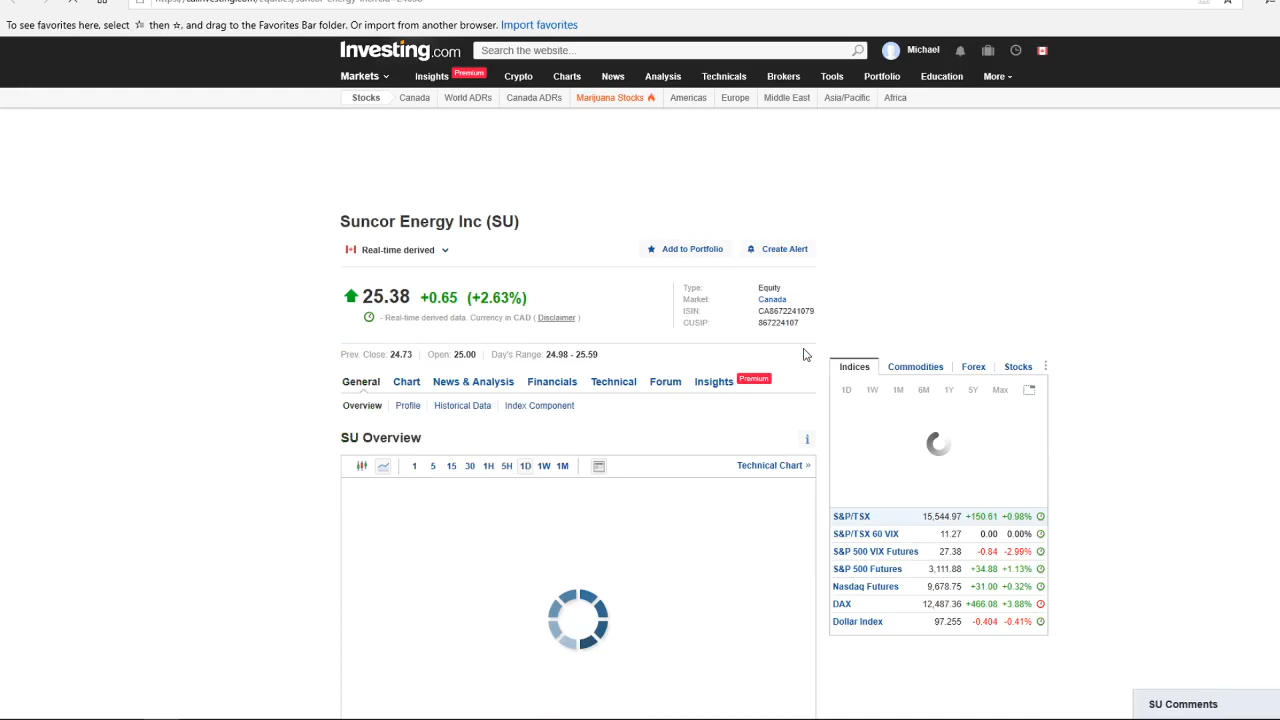 To see favorites here, select ☆ then ☆, and drag to the Favorites Bar folder. Or import from another browser. Import favorites
Investing.com Search the website... Michael
Markets Insights Premium Crypto Charts News Analysis Technicals Brokers Tools Portfolio Education More
Stocks Canada World ADRs Canada ADRs Marijuana Stocks Americas Europe Middle East Asia/Pacific Africa
Suncor Energy Inc (SU)
Real-time derived Add to Portfolio Create Alert
25.38 +0.65 (+2.63%)
- Real-time derived data. Currency in CAD ( Disclaimer )
Type: Equity
Market: Canada
ISIN: CA8672241079
CUSIP: 867224107
Prev. Close: 24.73 Open: 25.00 Day's Range: 24.98 - 25.59
General Chart News & Analysis Financials Technical Forum Insights Premium
Overview Profile Historical Data Index Component
SU Overview
1 5 15 30 1H 5H 1D 1W 1M Technical Chart »
Indices Commodities Forex Stocks
1D 1W 1M 6M 1Y 5Y Max
S&P/TSX 15,544.97 +150.61 +0.98%
S&P/TSX 60 VIX 11.27 0.00 0.00%
S&P 500 VIX Futures 27.38 -0.84 -2.99%
S&P 500 Futures 3,111.88 +34.88 +1.13%
Nasdaq Futures 9,678.75 +31.00 +0.32%
DAX 12,487.36 +466.08 +3.88%
Dollar Index 97.255 -0.404 -0.41%
SU Comments